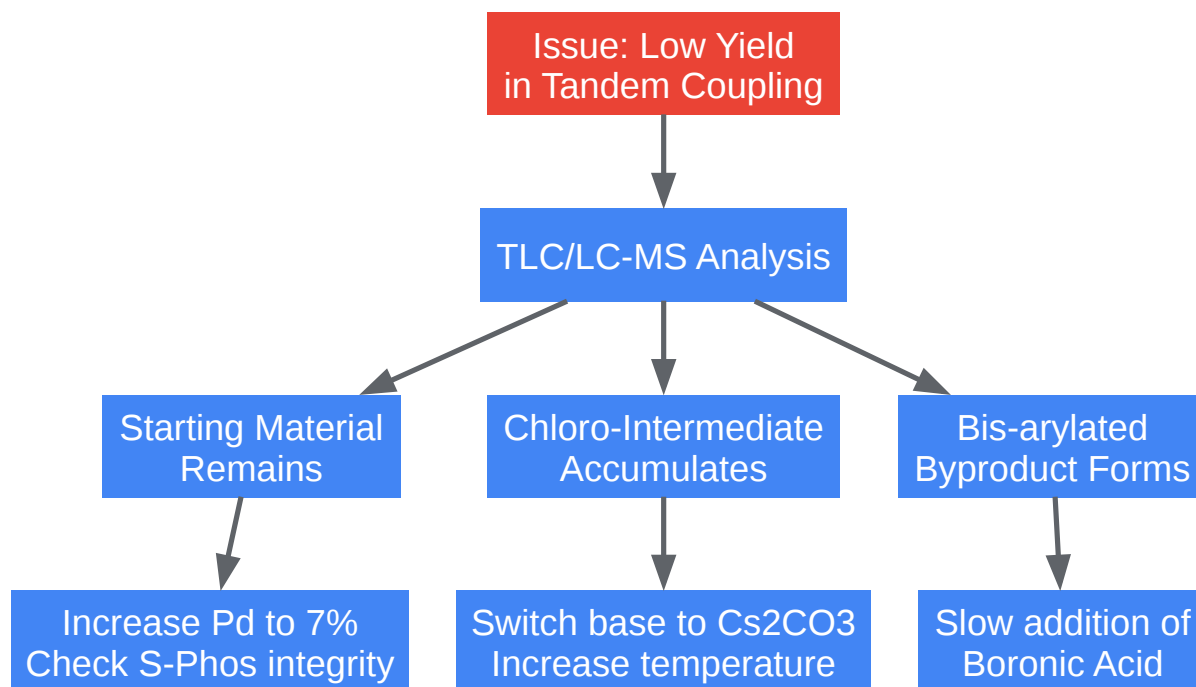 Issue: Low Yield
in Tandem Coupling
TLC/LC-MS Analysis
Starting Material
Remains
Chloro-Intermediate
Accumulates
Bis-arylated
Byproduct Forms
Increase Pd to 7%
Check S-Phos integrity
Switch base to Cs2CO3
Increase temperature
Slow addition of
Boronic Acid